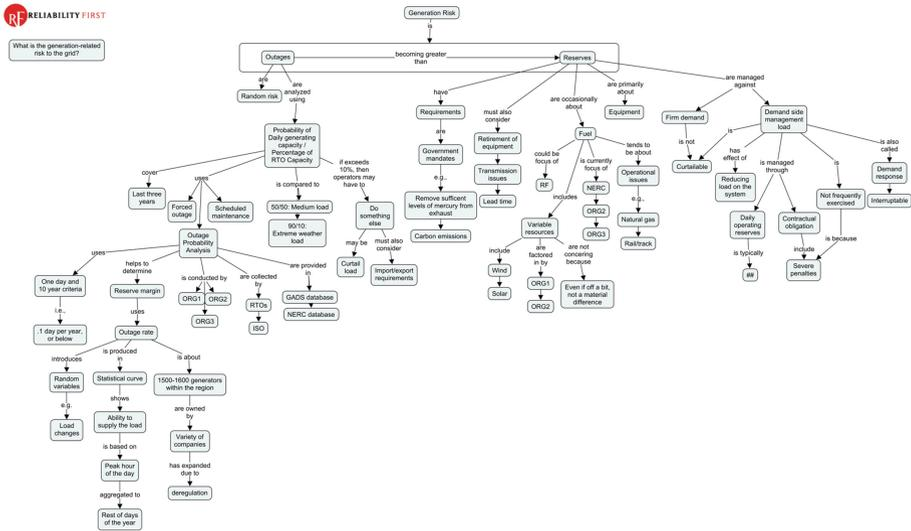 RF RELIABILITY FIRST
What is the generation-related
risk to the grid?
Generation Risk
is
Outages
becoming greater
than
Reserves
are
Random risk
are
analyzed
using
Probability of
Daily generating
capacity /
Percentage of
RTO Capacity
cover
Last three
years
uses
Forced
outage
Scheduled
maintenance
is compared to
50/50: Medium load
90/10:
Extreme weather
load
if exceeds
10%, then
operators may
have to
Do
something
else
may be
Curtail
load
must also
consider
Import/export
requirements
Outage
Probability
Analysis
uses
One day and
10 year criteria
i.e.,
.1 day per year,
or below
helps to
determine
Reserve margin
uses
Outage rate
is conducted by
ORG1
ORG2
ORG3
are collected
by
RTOs
ISO
are provided
in
GADS database
NERC database
introduces
Random
variables
e.g.
Load
changes
is produced
in
Statistical curve
shows
Ability to
supply the load
is based on
Peak hour
of the day
aggregated to
Rest of days
of the year
is about
1500-1600 generators
within the region
are owned
by
Variety of
companies
has expanded
due to
deregulation
have
Requirements
are
Government
mandates
e.g.,
Remove sufficent
levels of mercury from
exhaust
Carbon emissions
must also
consider
Retirement of
equipment
Transmission
issues
Lead time
are occasionally
about
Fuel
could be
focus of
RF
includes
Variable
resources
include
Wind
Solar
are
factored
in by
ORG1
ORG2
are not
concering
because
Even if off a bit,
not a material
difference
is currently
focus of
NERC
ORG2
ORG3
tends to
be about
Operational
issues
e.g.,
Natural gas
Rail/track
are primarily
about
Equipment
are managed
against
Firm demand
is not
Curtailable
Demand side
management
load
is
has
effect of
Reducing
load on the
system
is managed
through
Daily
operating
reserves
is typically
##
Contractual
obligation
include
Severe
penalties
is
Not frequently
exercised
is because
is also
called
Demand
response
Interruptable